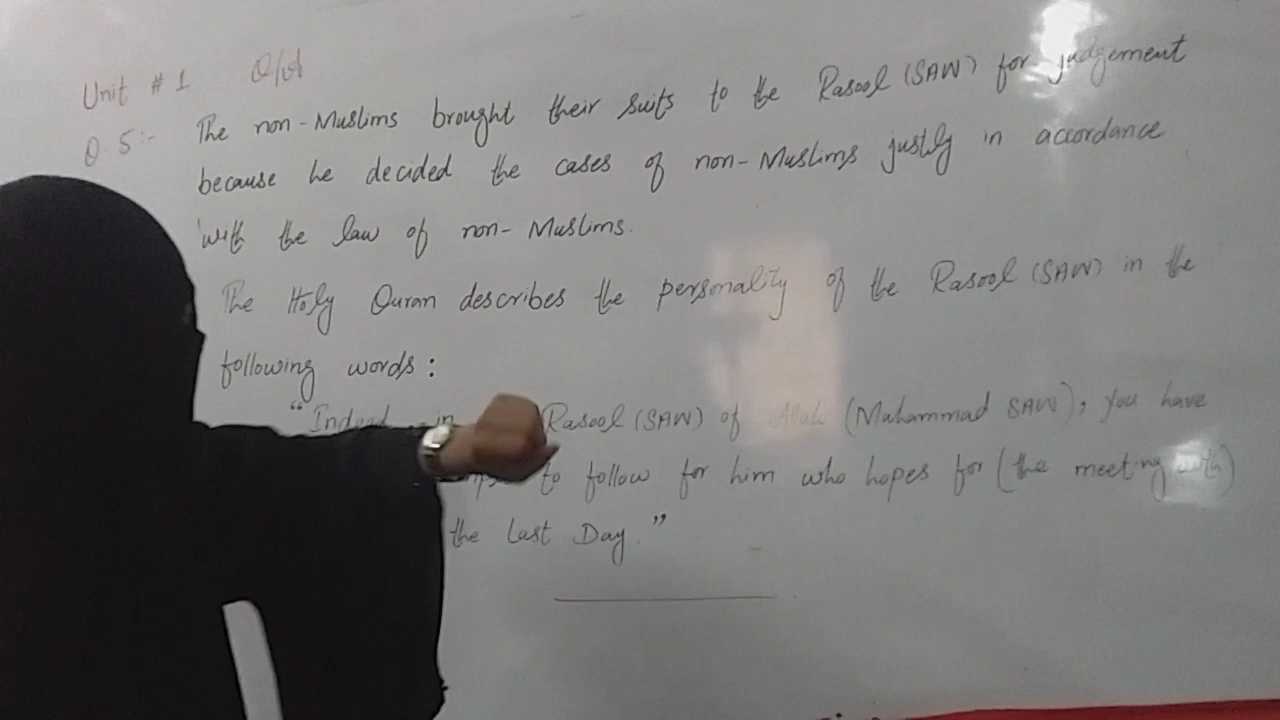 Unit # 1 Q/A
Q.5:- The non-Muslims brought their suits to the Rasool (SAW) for judgement
because he decided the cases of non-Muslims justly in accordance
with the law of non-Muslims.
The Holy Quran describes the personality of the Rasool (SAW) in the
following words:
"Indeed in Rasool (SAW) of Allah (Muhammad SAW), you have
to follow for him who hopes for (the meeting with)
the Last Day."